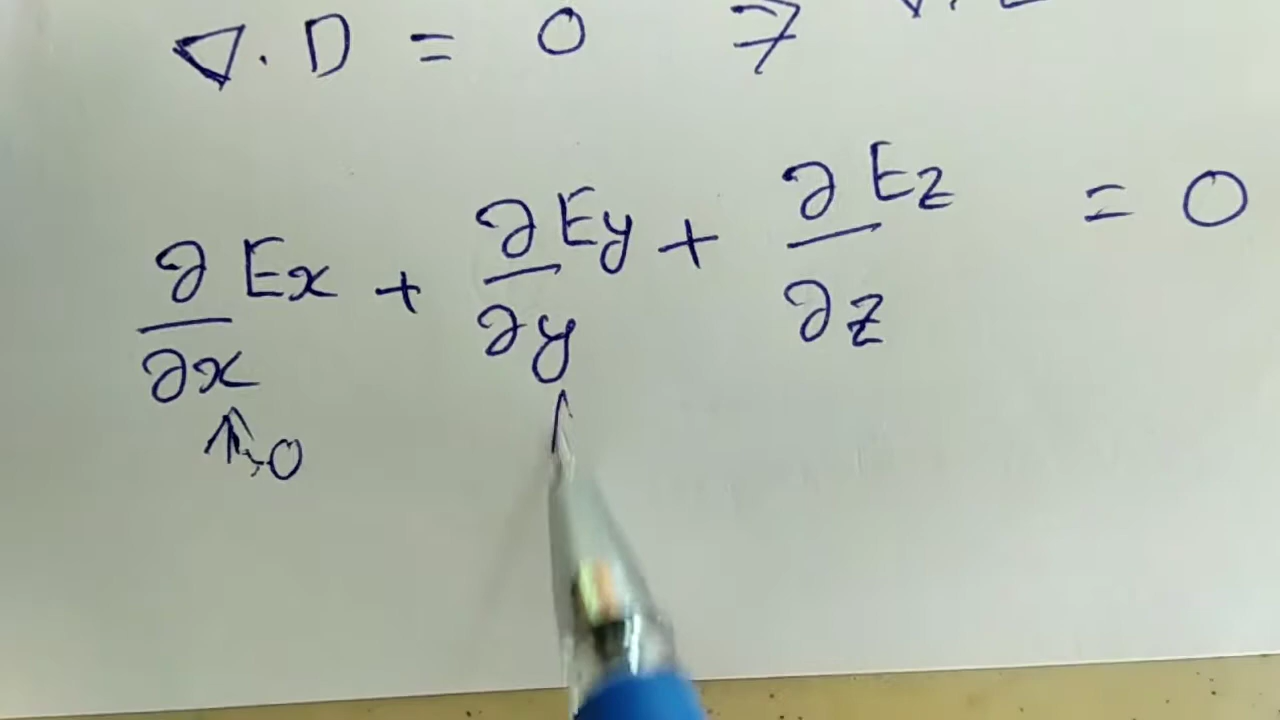 ∇. D = 0 ⇒
∂/∂x Ex + ∂/∂y Ey + ∂/∂z Ez = 0
↑ 0